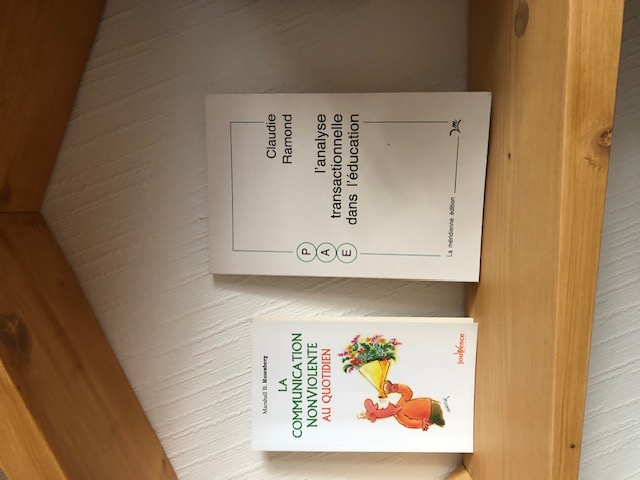 Marshall B. Rosenberg
LA
COMMUNICATION
NONVIOLENTE
AU QUOTIDIEN
Jouvence
Claudie
Ramond
P
A
E
l'analyse
transactionnelle
dans l'éducation
La méridienne édition